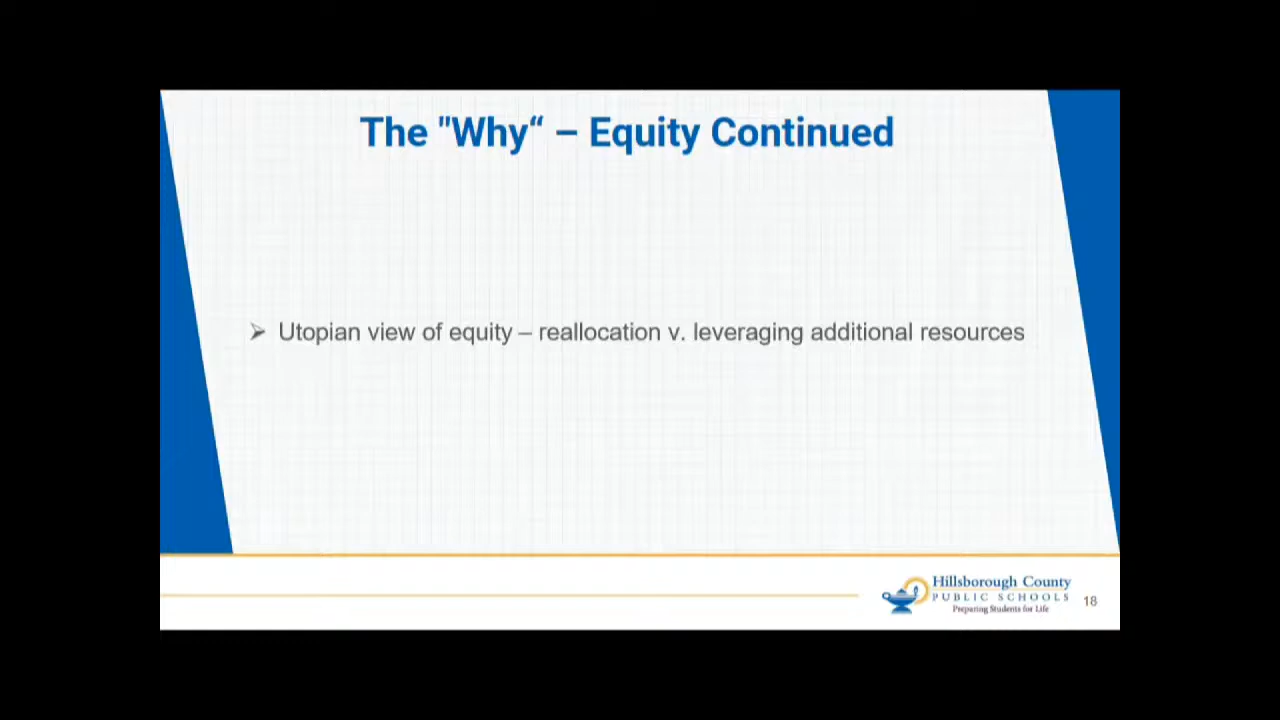 The "Why“ – Equity Continued
➢ Utopian view of equity – reallocation v. leveraging additional resources
Hillsborough County
PUBLIC SCHOOLS
Preparing Students for Life
18